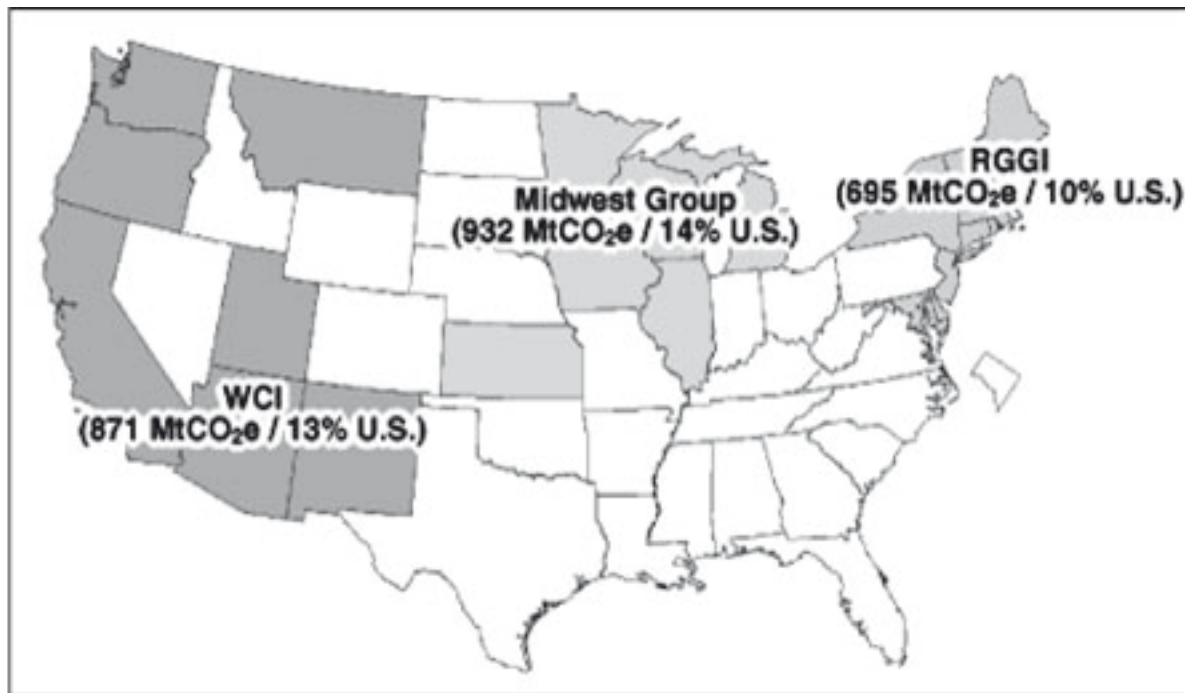 RGGI
(695 MtCO₂e / 10% U.S.)
Midwest Group
(932 MtCO₂e / 14% U.S.)
WCI
(871 MtCO₂e / 13% U.S.)